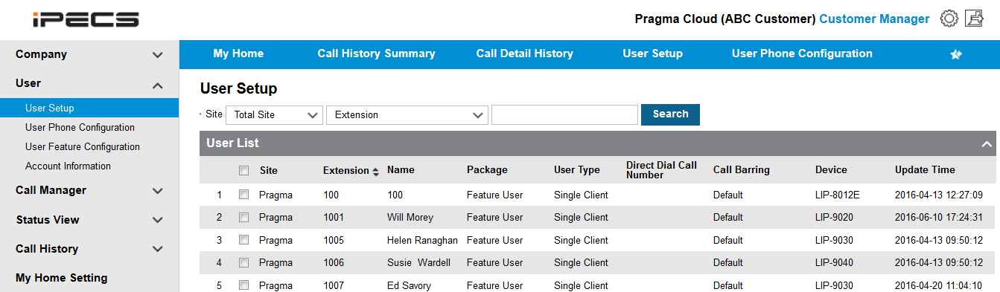 iPECS
Pragma Cloud (ABC Customer) Customer Manager
Company
User
User Setup
User Phone Configuration
User Feature Configuration
Account Information
Call Manager
Status View
Call History
My Home Setting
My Home Call History Summary Call Detail History User Setup User Phone Configuration
User Setup
Site Total Site Extension Search
User List
Site Extension Name Package User Type Direct Dial Call Number Call Barring Device Update Time
1 Pragma 100 100 Feature User Single Client Default LIP-8012E 2016-04-13 12:27:09
2 Pragma 1001 Will Morey Feature User Single Client Default LIP-9020 2016-06-10 17:24:31
3 Pragma 1005 Helen Ranaghan Feature User Single Client Default LIP-9030 2016-04-13 09:50:12
4 Pragma 1006 Susie Wardell Feature User Single Client Default LIP-9040 2016-04-13 09:50:12
5 Pragma 1007 Ed Savory Feature User Single Client Default LIP-9030 2016-04-20 11:04:10